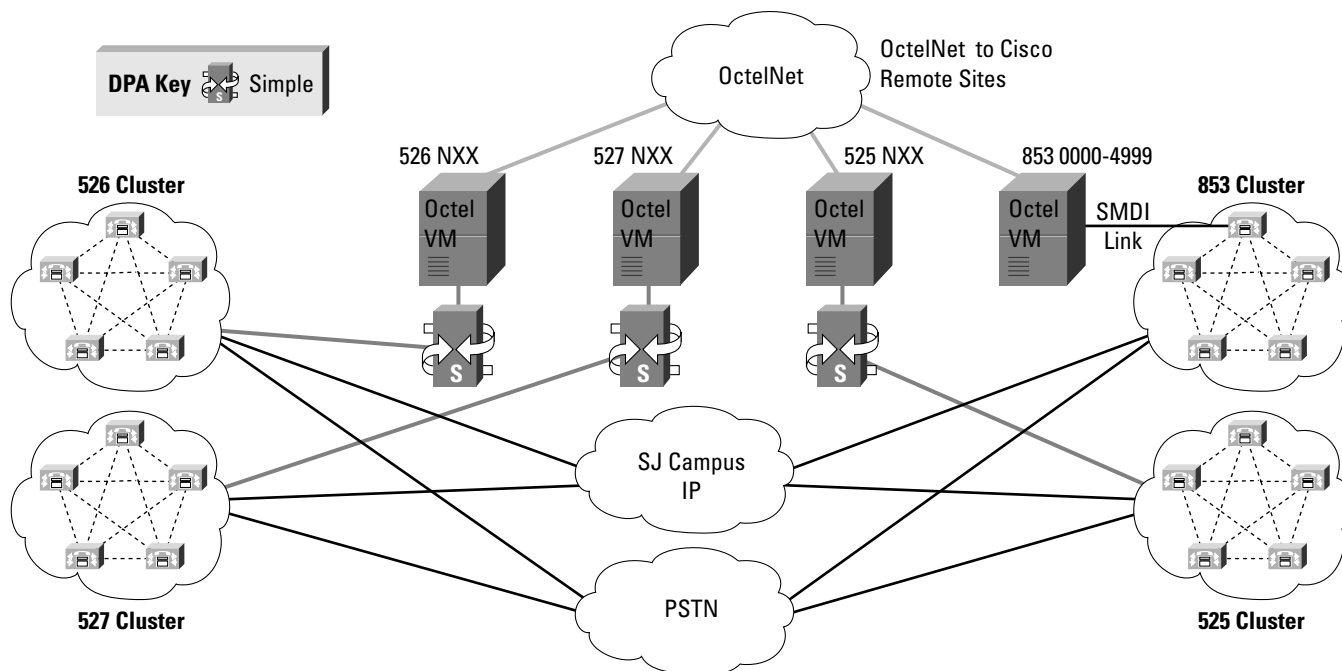 OctelNet to Cisco
Remote Sites
OctelNet
DPA Key
S
Simple
526 NXX
527 NXX
525 NXX
853 0000-4999
526 Cluster
853 Cluster
Octel
VM
Octel
VM
Octel
VM
Octel
VM
SMDI
Link
S
S
S
SJ Campus
IP
PSTN
527 Cluster
525 Cluster